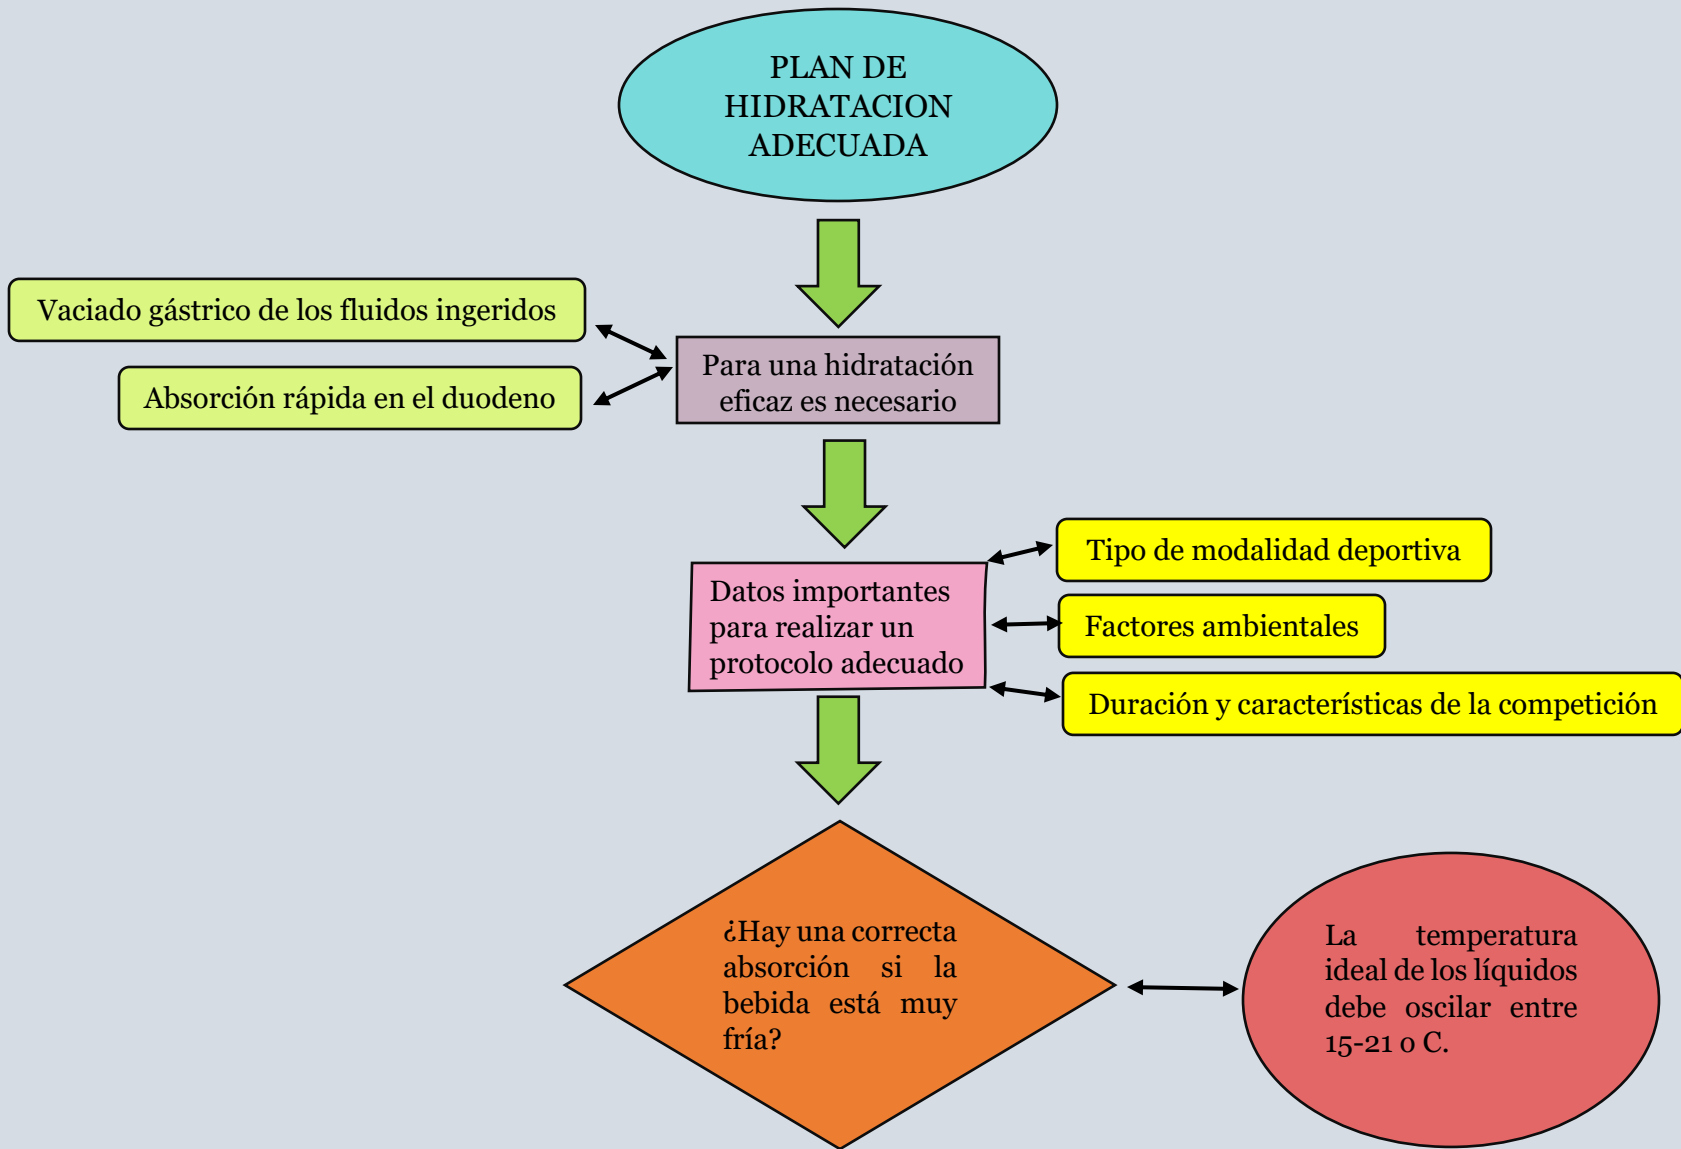 PLAN DE
HIDRATACION
ADECUADA
Vaciado gástrico de los fluidos ingeridos
Absorción rápida en el duodeno
Para una hidratación
eficaz es necesario
Datos importantes
para realizar un
protocolo adecuado
Tipo de modalidad deportiva
Factores ambientales
Duración y características de la competición
¿Hay una correcta
absorción si la
bebida está muy
fría?
La temperatura
ideal de los líquidos
debe oscilar entre
15-21 o C.